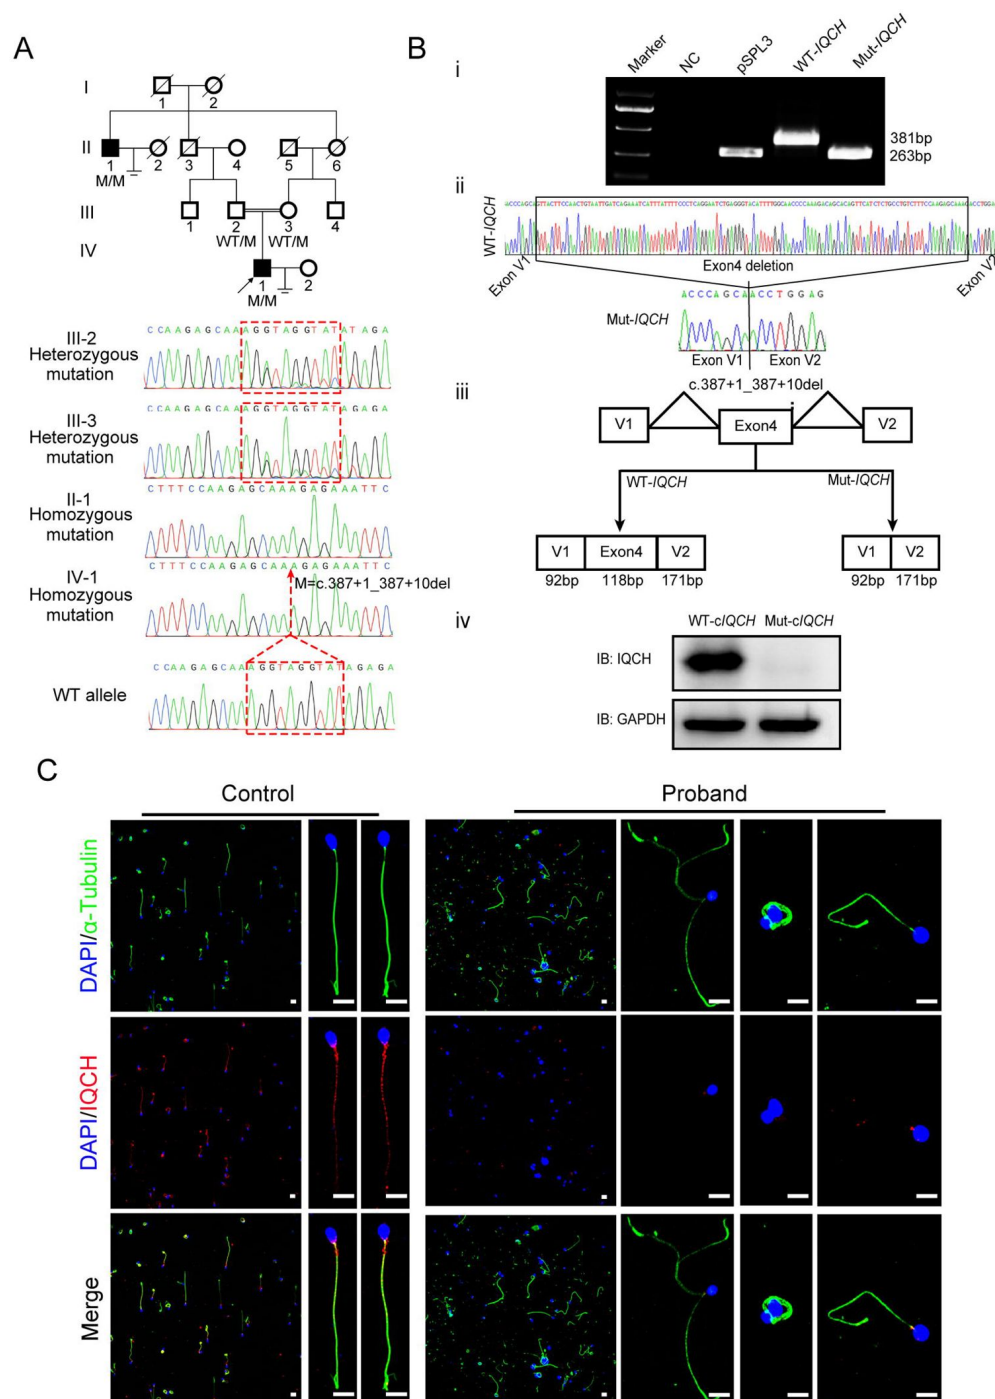 A
I
1 2
II
1 2 3 4 5 6
M/M
III
1 2 3 4
WT/M WT/M
IV
1 2
M/M
C C A A G A G C A A A G G T A G G T A T A T A G A
III-2
Heterozygous
mutation
C C A A G A G C A A A G G T A G G T A T A G A G A
III-3
Heterozygous
mutation
C T T T C C A A G A G C A A A G A G A A A T T C
II-1
Homozygous
mutation
C T T T C C A A G A G C A A A G A G A A A T T C
M=c.387+1_387+10del
IV-1
Homozygous
mutation
C C A A G A G C A A A G G T A G G T A T A G A G A
WT allele
B
i
Marker NC pSPL3 WT-IQCH Mut-IQCH
381bp
263bp
ii
WT-IQCH
Exon V1 Exon4 deletion Exon V2
A C C C A G C A A C C T G G A G
Mut-IQCH
Exon V1 Exon V2
iii
c.387+1_387+10del
V1 Exon4 V2
WT-IQCH Mut-IQCH
V1 Exon4 V2 V1 V2
92bp 118bp 171bp 92bp 171bp
iv
WT-cIQCH Mut-cIQCH
IB: IQCH
IB: GAPDH
C
Control Proband
DAPI/α-Tubulin
DAPI/IQCH
Merge